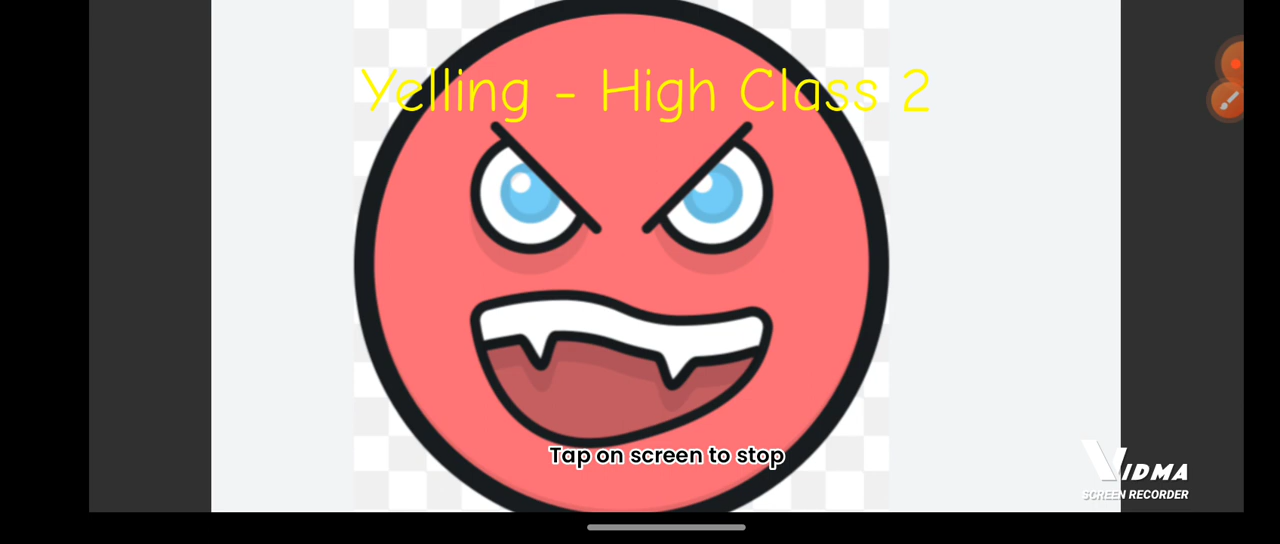 Yelling - High Class 2
Tap on screen to stop
VIDMA
SCREEN RECORDER